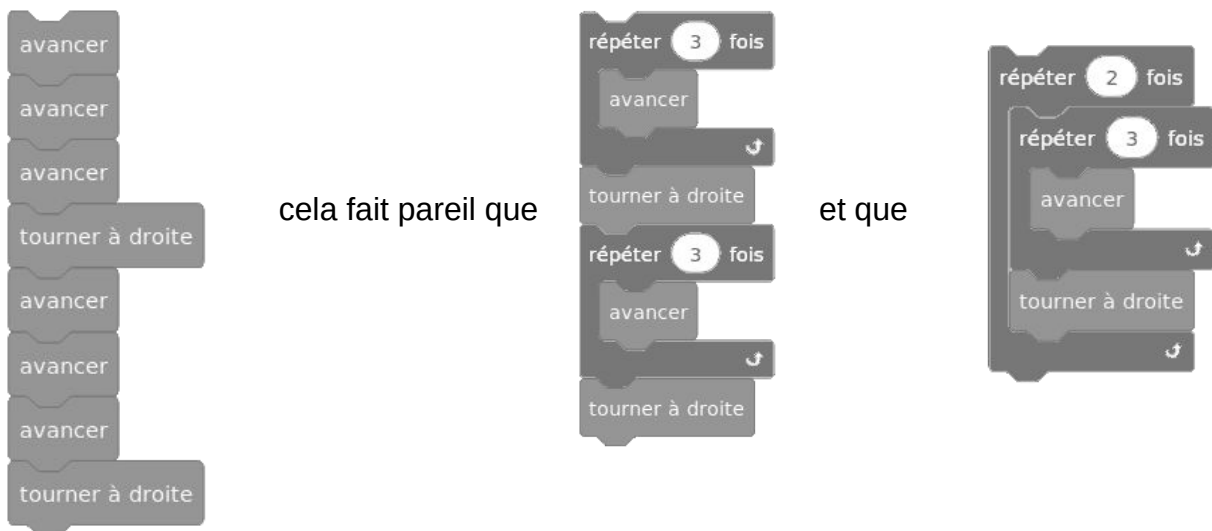 avancer
avancer
avancer
tourner à droite
avancer
avancer
avancer
tourner à droite
cela fait pareil que
répéter 3 fois
avancer
tourner à droite
répéter 3 fois
avancer
tourner à droite
et que
répéter 2 fois
répéter 3 fois
avancer
tourner à droite